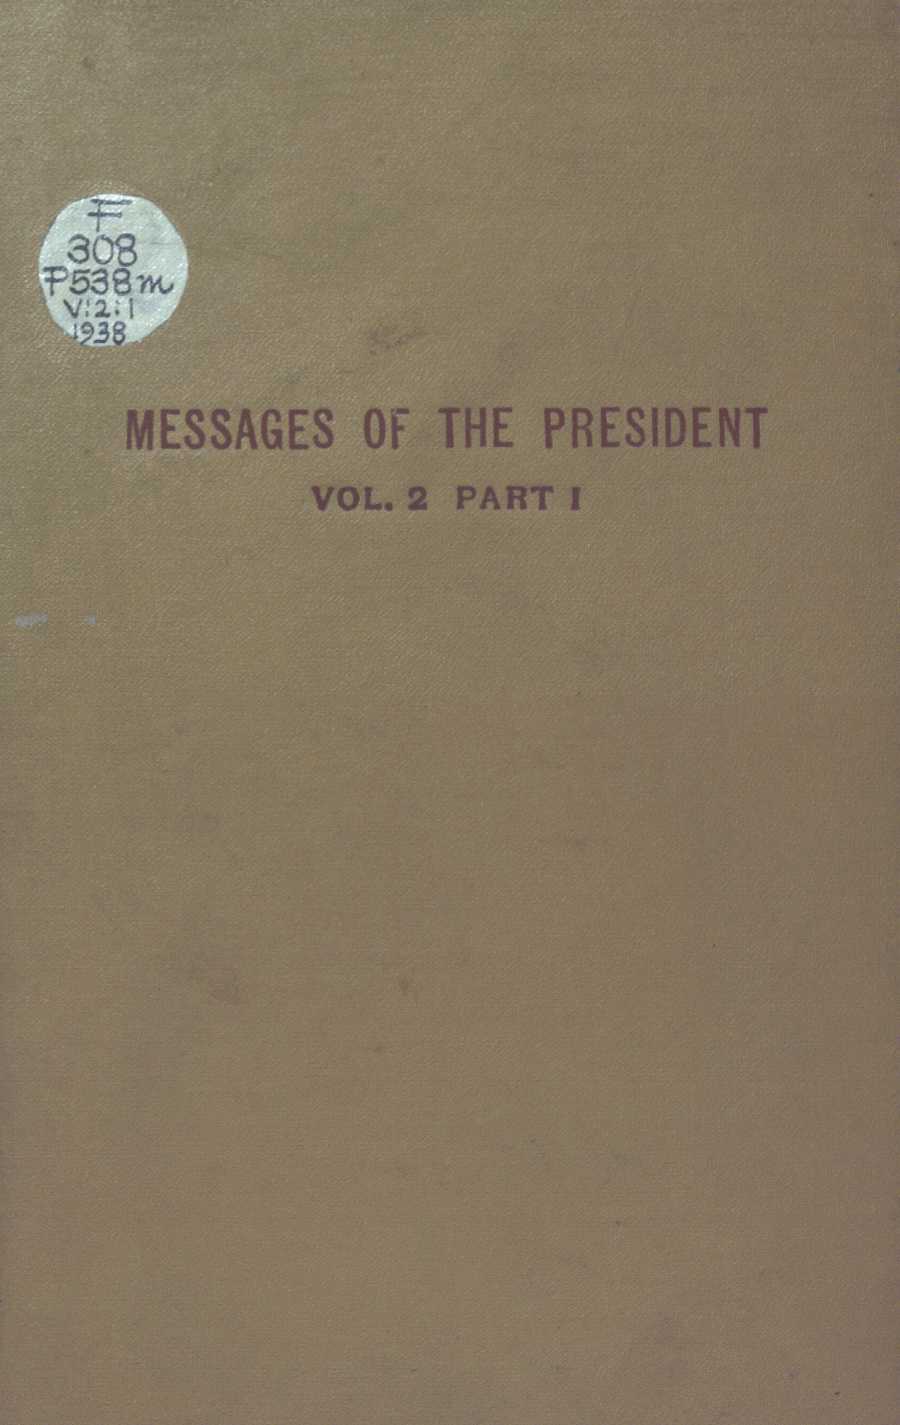 F
308
P538m
V:2:1
1938
MESSAGES OF THE PRESIDENT
VOL. 2 PART I